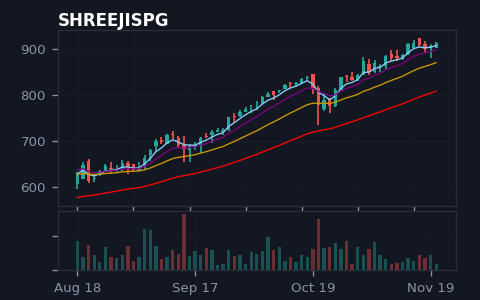 SHREEJISPG
900
800
700
600
Aug 18
Sep 17
Oct 19
Nov 19